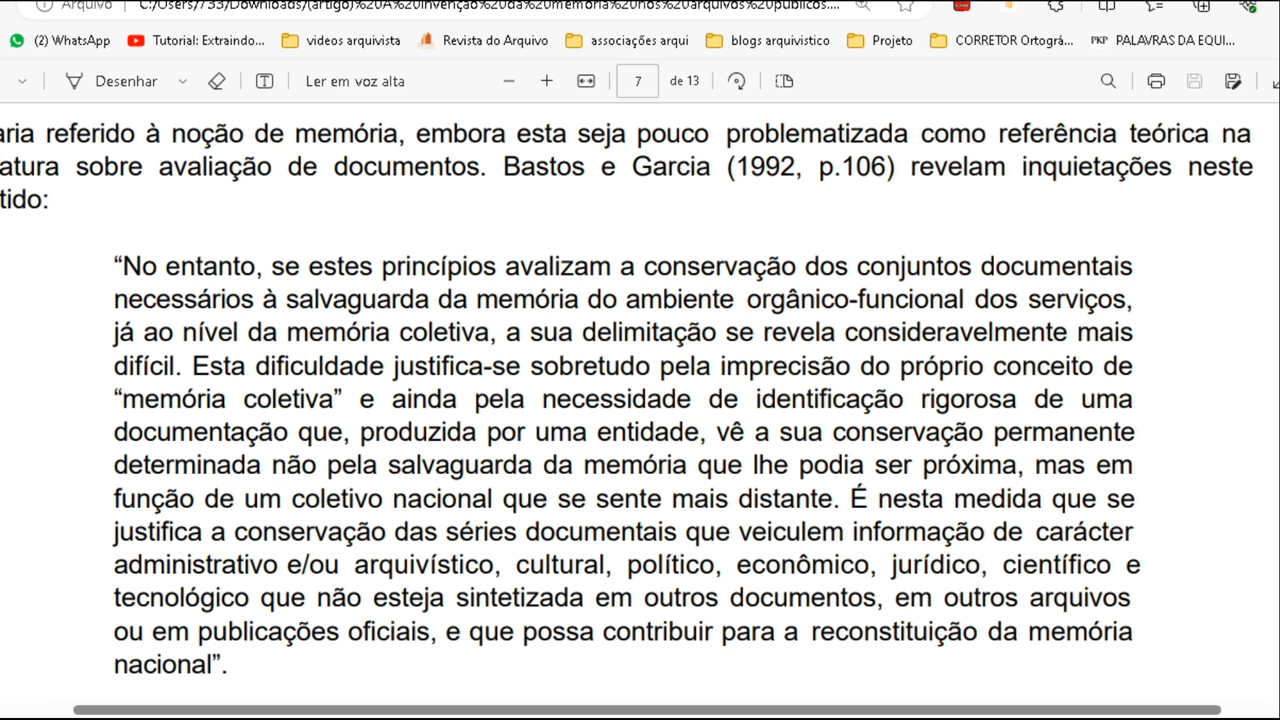 Arquivo C:/Users/733/Downloads/(artigo)%20A%20invenção%20da%20memória%20nos%20arquivos%20públicos....
(2) WhatsApp Tutorial: Extraindo... videos arquivista Revista do Arquivo associações arqui blogs arquivistico Projeto CORRETOR Ortográ... PKP PALAVRAS DA EQUI...
Desenhar Ler em voz alta 7 de 13
aria referido à noção de memória, embora esta seja pouco problematizada como referência teórica na
atura sobre avaliação de documentos. Bastos e Garcia (1992, p.106) revelam inquietações neste
tido:
“No entanto, se estes princípios avalizam a conservação dos conjuntos documentais
necessários à salvaguarda da memória do ambiente orgânico-funcional dos serviços,
já ao nível da memória coletiva, a sua delimitação se revela consideravelmente mais
difícil. Esta dificuldade justifica-se sobretudo pela imprecisão do próprio conceito de
“memória coletiva” e ainda pela necessidade de identificação rigorosa de uma
documentação que, produzida por uma entidade, vê a sua conservação permanente
determinada não pela salvaguarda da memória que lhe podia ser próxima, mas em
função de um coletivo nacional que se sente mais distante. É nesta medida que se
justifica a conservação das séries documentais que veiculem informação de carácter
administrativo e/ou arquivístico, cultural, político, econômico, jurídico, científico e
tecnológico que não esteja sintetizada em outros documentos, em outros arquivos
ou em publicações oficiais, e que possa contribuir para a reconstituição da memória
nacional”.